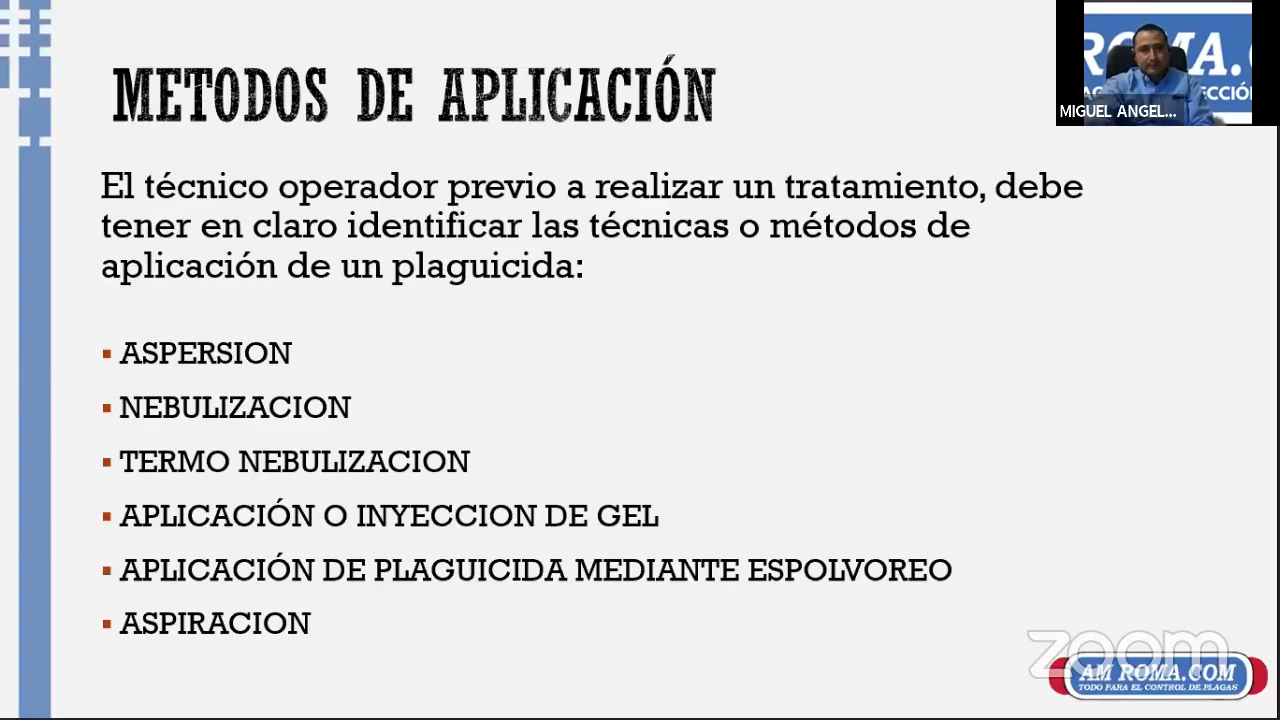 METODOS DE APLICACIÓN
El técnico operador previo a realizar un tratamiento, debe
tener en claro identificar las técnicas o métodos de
aplicación de un plaguicida:
▪ ASPERSION
▪ NEBULIZACION
▪ TERMO NEBULIZACION
▪ APLICACIÓN O INYECCION DE GEL
▪ APLICACIÓN DE PLAGUICIDA MEDIANTE ESPOLVOREO
▪ ASPIRACION
MIGUEL ANGEL...
zoom
AM ROMA.COM
TODO PARA EL CONTROL DE PLAGAS